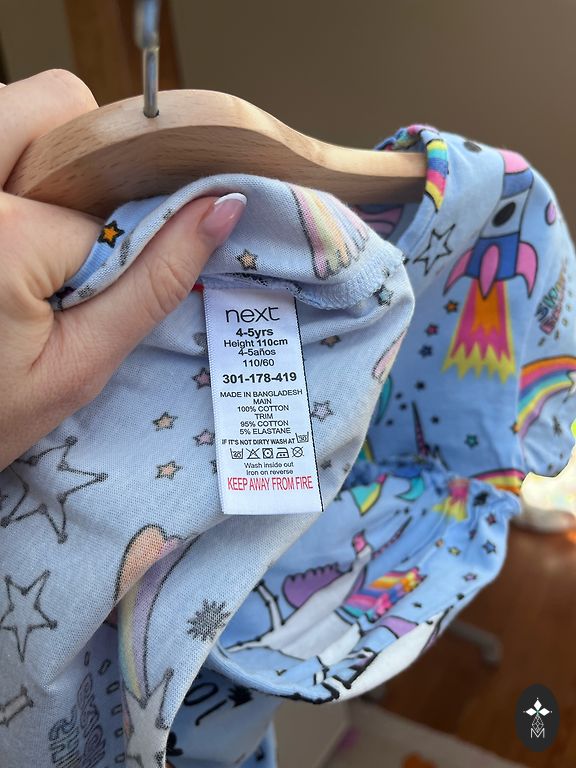 next
4-5yrs
Height 110cm
4-5años
110/60
301-178-419
MADE IN BANGLADESH
MAIN
100% COTTON
TRIM
95% COTTON
5% ELASTANE
IF IT'S NOT DIRTY WASH AT 30
Wash inside out
Iron on reverse
KEEP AWAY FROM FIRE